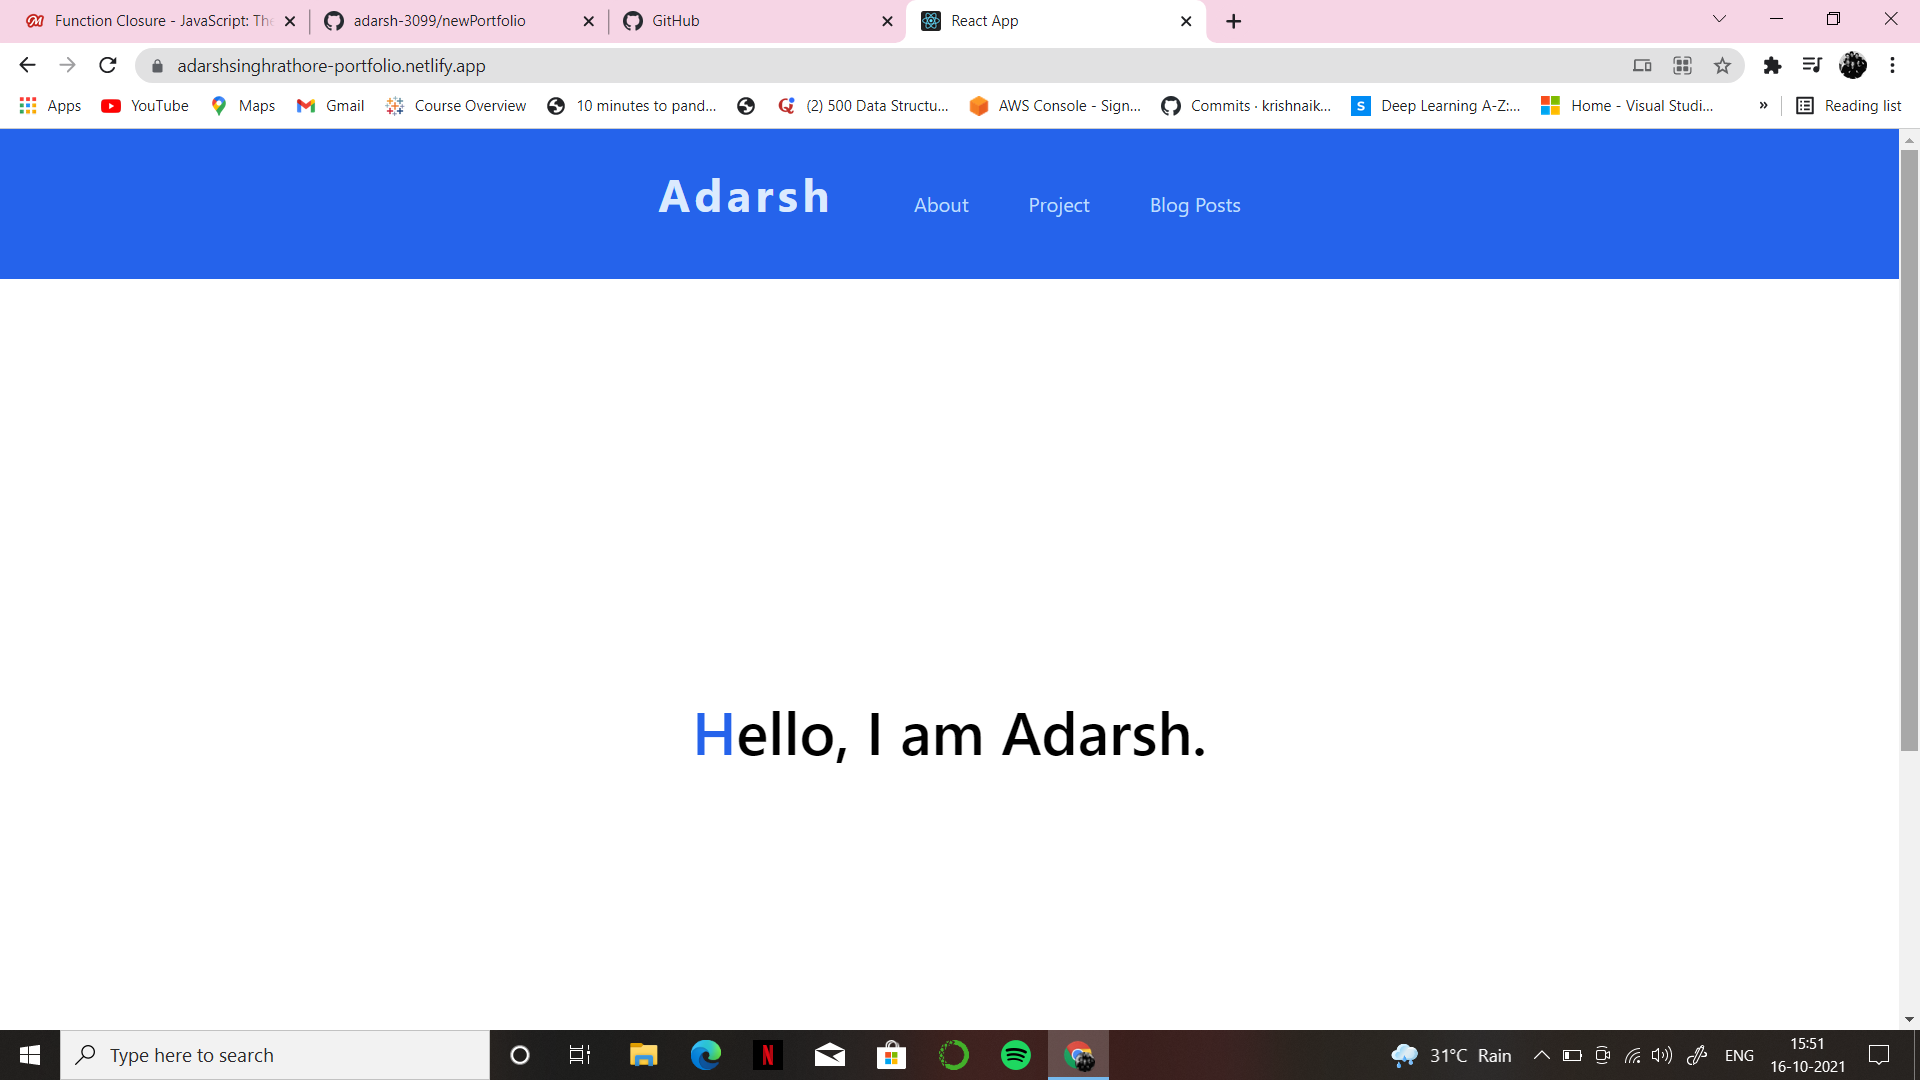 Function Closure - JavaScript: The
adarsh-3099/newPortfolio
GitHub
React App
adarshsinghrathore-portfolio.netlify.app
Apps
YouTube
Maps
Gmail
Course Overview
10 minutes to pand...
(2) 500 Data Structu...
AWS Console - Sign...
Commits · krishnaik...
S
Deep Learning A-Z:...
Home - Visual Studi...
»
Reading list
Adarsh
About
Project
Blog Posts
Hello, I am Adarsh.
Type here to search
N
31°C Rain
ENG
15:51
16-10-2021